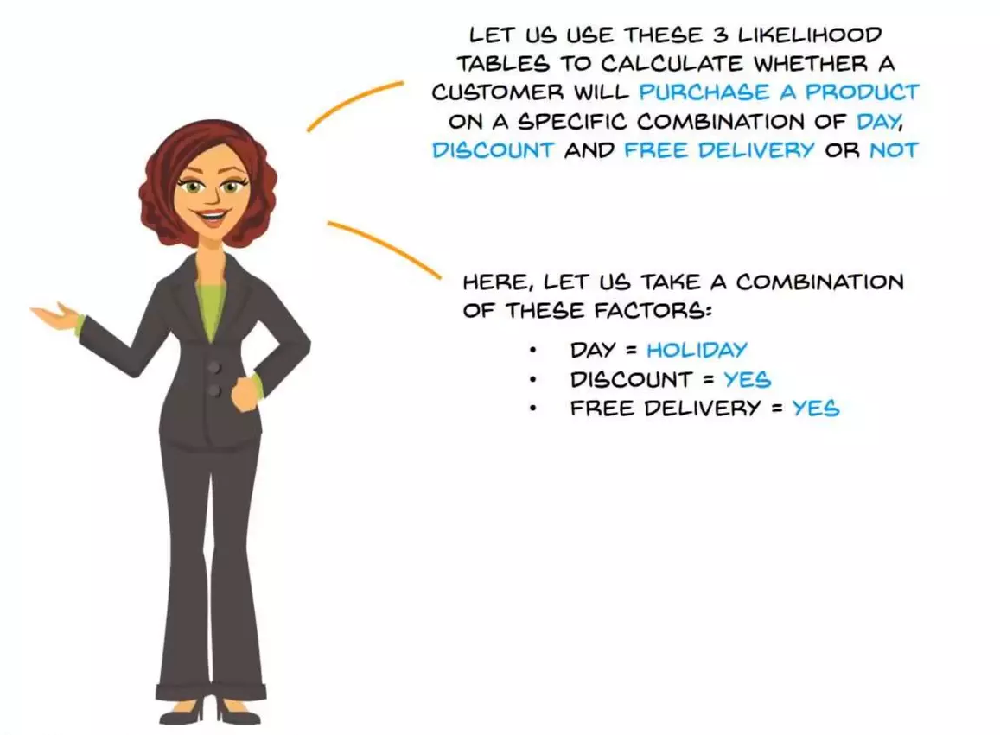 LET US USE THESE 3 LIKELIHOOD
TABLES TO CALCULATE WHETHER A
CUSTOMER WILL PURCHASE A PRODUCT
ON A SPECIFIC COMBINATION OF DAY,
DISCOUNT AND FREE DELIVERY OR NOT
HERE, LET US TAKE A COMBINATION
OF THESE FACTORS:
• DAY = HOLIDAY
• DISCOUNT = YES
• FREE DELIVERY = YES